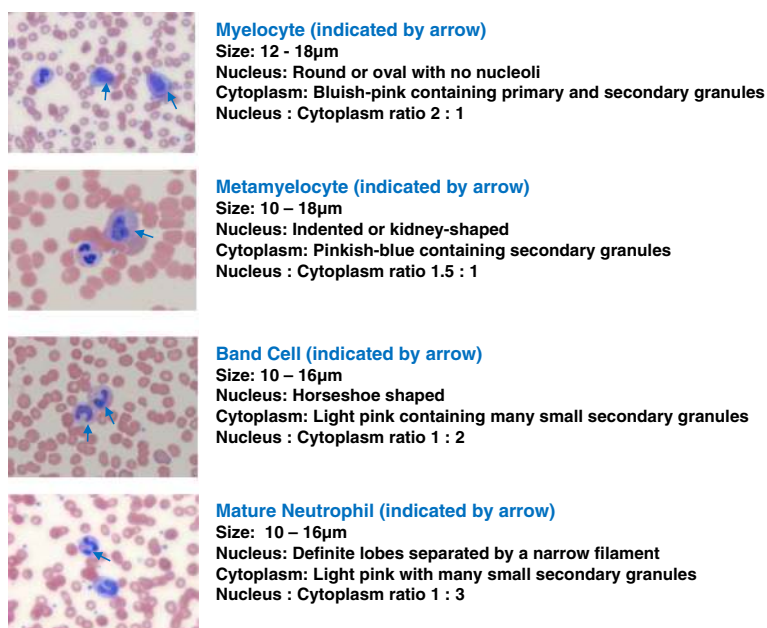 Myelocyte (indicated by arrow)
Size: 12 - 18µm
Nucleus: Round or oval with no nucleoli
Cytoplasm: Bluish-pink containing primary and secondary granules
Nucleus : Cytoplasm ratio 2 : 1
Metamyelocyte (indicated by arrow)
Size: 10 – 18µm
Nucleus: Indented or kidney-shaped
Cytoplasm: Pinkish-blue containing secondary granules
Nucleus : Cytoplasm ratio 1.5 : 1
Band Cell (indicated by arrow)
Size: 10 – 16µm
Nucleus: Horseshoe shaped
Cytoplasm: Light pink containing many small secondary granules
Nucleus : Cytoplasm ratio 1 : 2
Mature Neutrophil (indicated by arrow)
Size:  10 – 16µm
Nucleus: Definite lobes separated by a narrow filament
Cytoplasm: Light pink with many small secondary granules
Nucleus : Cytoplasm ratio 1 : 3